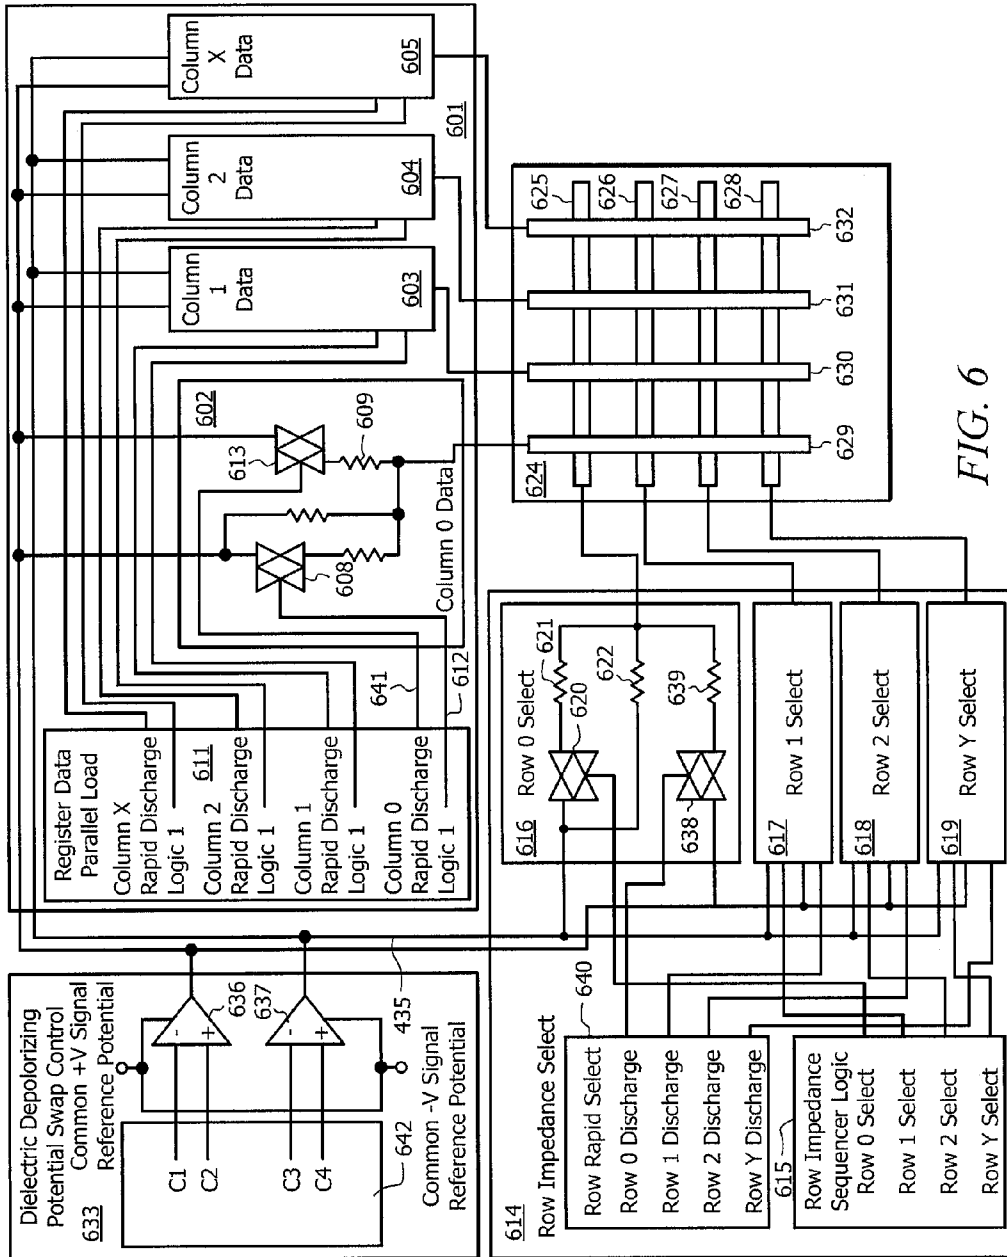 Dielectric Depolorizing
Potential Swap Control
Common +V Signal
Reference Potential
633
C1
C2
C3
C4
636
637
-
+
-
+
642
435
Common -V Signal
Reference Potential
Register Data
Parallel Load
Column X
Rapid Discharge
Logic 1
611
Column 2
Rapid Discharge
Logic 1
Column 1
Rapid Discharge
Logic 1
Column 0
Rapid Discharge
Logic 1
641
612
602
613
609
608
Column 0 Data
Column
1
Data
603
Column
2
Data
604
Column
X
Data
605
601
614
Row Impedance Select
640
Row Rapid Select
Row 0 Discharge
Row 1 Discharge
Row 2 Discharge
Row Y Discharge
615
Row Impedance
Sequencer Logic
Row 0 Select
Row 1 Select
Row 2 Select
Row Y Select
Row 0 Select
616
620
621
622
638
639
Row 1 Select
617
Row 2 Select
618
Row Y Select
619
624
625
626
627
628
629
630
631
632
FIG. 6